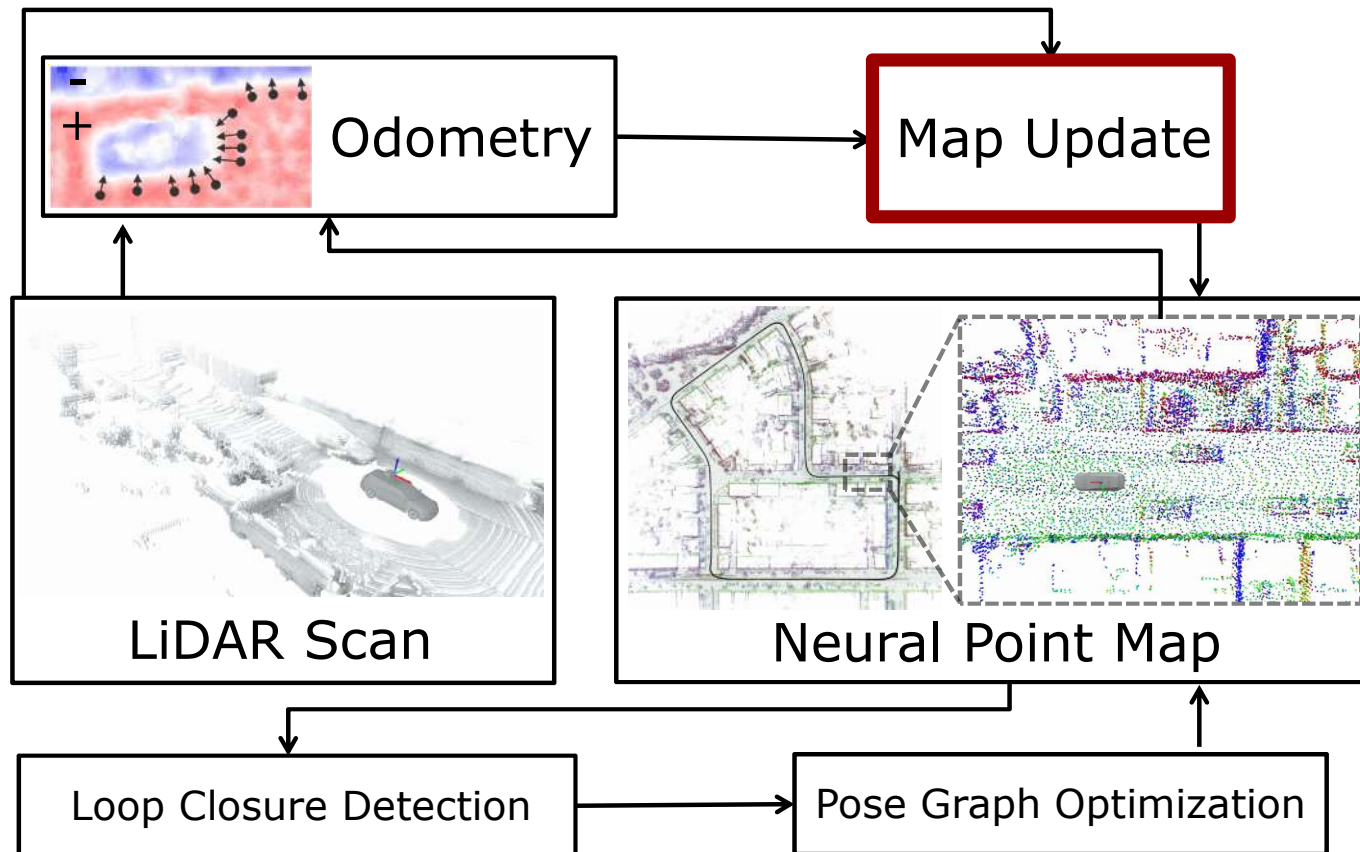 -
+
Odometry
Map Update
LiDAR Scan
Neural Point Map
Loop Closure Detection
Pose Graph Optimization